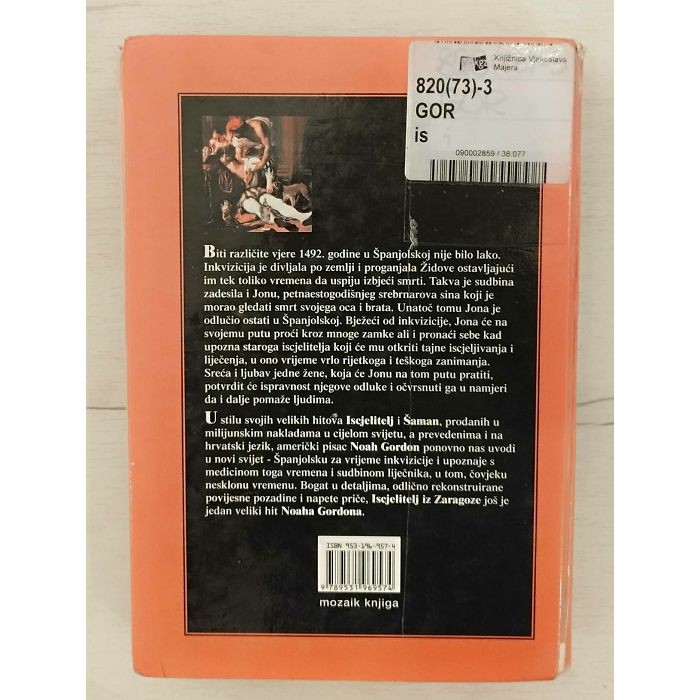 Knjižnica Vjekoslava
Majera
820(73)-3
GOR
is
090002859 / 38.077
Biti različite vjere 1492. godine u Španjolskoj nije bilo lako.
Inkvizicija je divljala po zemlji i proganjala Židove ostavljajući
im tek toliko vremena da uspiju izbjeći smrti. Takva je sudbina
zadesila i Jonu, petnaestogodišnjeg srebrnarova sina koji je
morao gledati smrt svojega oca i brata. Unatoč tomu Jona je
odlučio ostati u Španjolskoj. Bježeći od inkvizicije, Jona će na
svojemu putu proći kroz mnoge zamke ali i pronaći sebe kad
upozna staroga iscjelitelja koji će mu otkriti tajne iscjeljivanja i
liječenja, u ono vrijeme vrlo rijetkoga i teškoga zanimanja.
Sreća i ljubav jedne žene, koja će Jonu na tom putu pratiti,
potvrdit će ispravnost njegove odluke i očvrsnuti ga u namjeri
da i dalje pomaže ljudima.
U stilu svojih velikih hitova Iscjelitelj i Šaman, prodanih u
milijunskim nakladama u cijelom svijetu, a prevedenima i na
hrvatski jezik, američki pisac Noah Gordon ponovno nas uvodi
u novi svijet - Španjolsku za vrijeme inkvizicije i upoznaje s
medicinom toga vremena i sudbinom liječnika, u tom, čovjeku
nesklonu vremenu. Bogat u detaljima, odlično rekonstruirane
povijesne pozadine i napete priče, Iscjelitelj iz Zaragoze još je
jedan veliki hit Noaha Gordona.
ISBN 953-196-957-4
9 789531 969574
mozaik knjiga